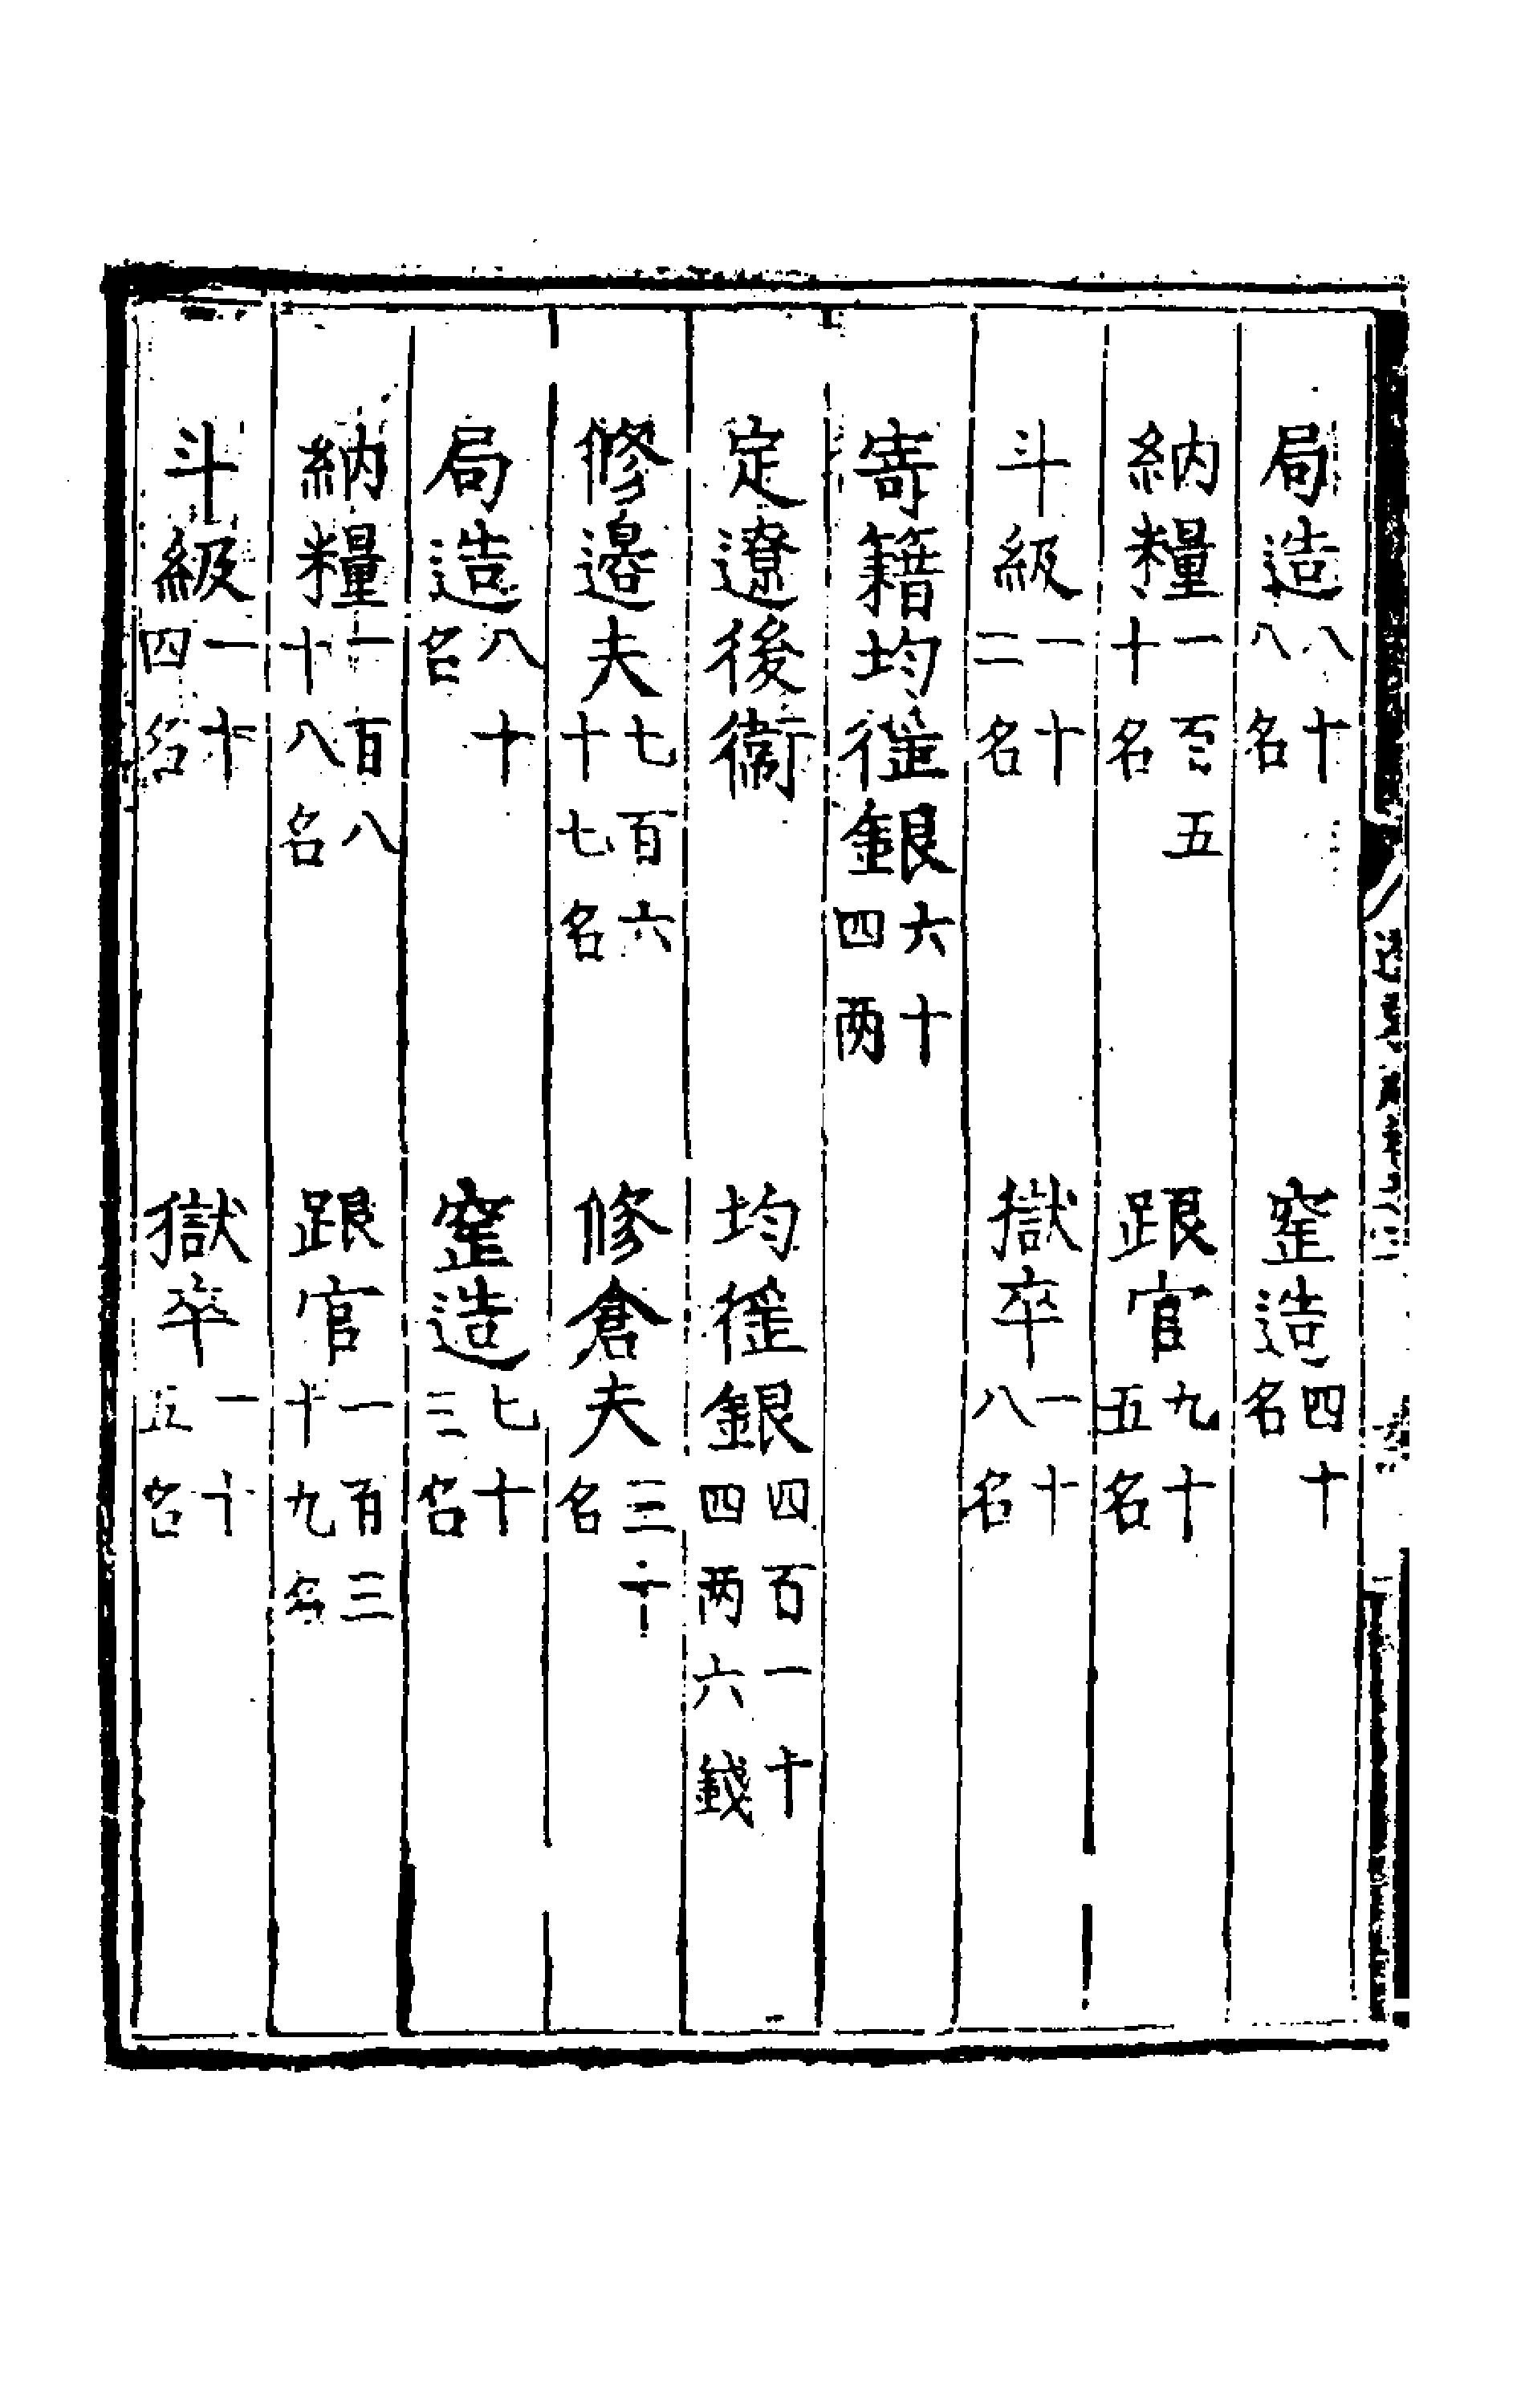 局造八十八名　窑造四十名
納糧一百五十名　跟官九十五名
斗級一十二名　獄卒一十八名
寄籍均徭銀六十四两
定遼後衞　均徭銀四百一十四两六錢
修邉夫七百六十七名　修倉夫三十名
局造八十名　窑造七十三名
納糧一百八十八名　跟官一百三十九名
斗級一十四名　獄卒一十五名